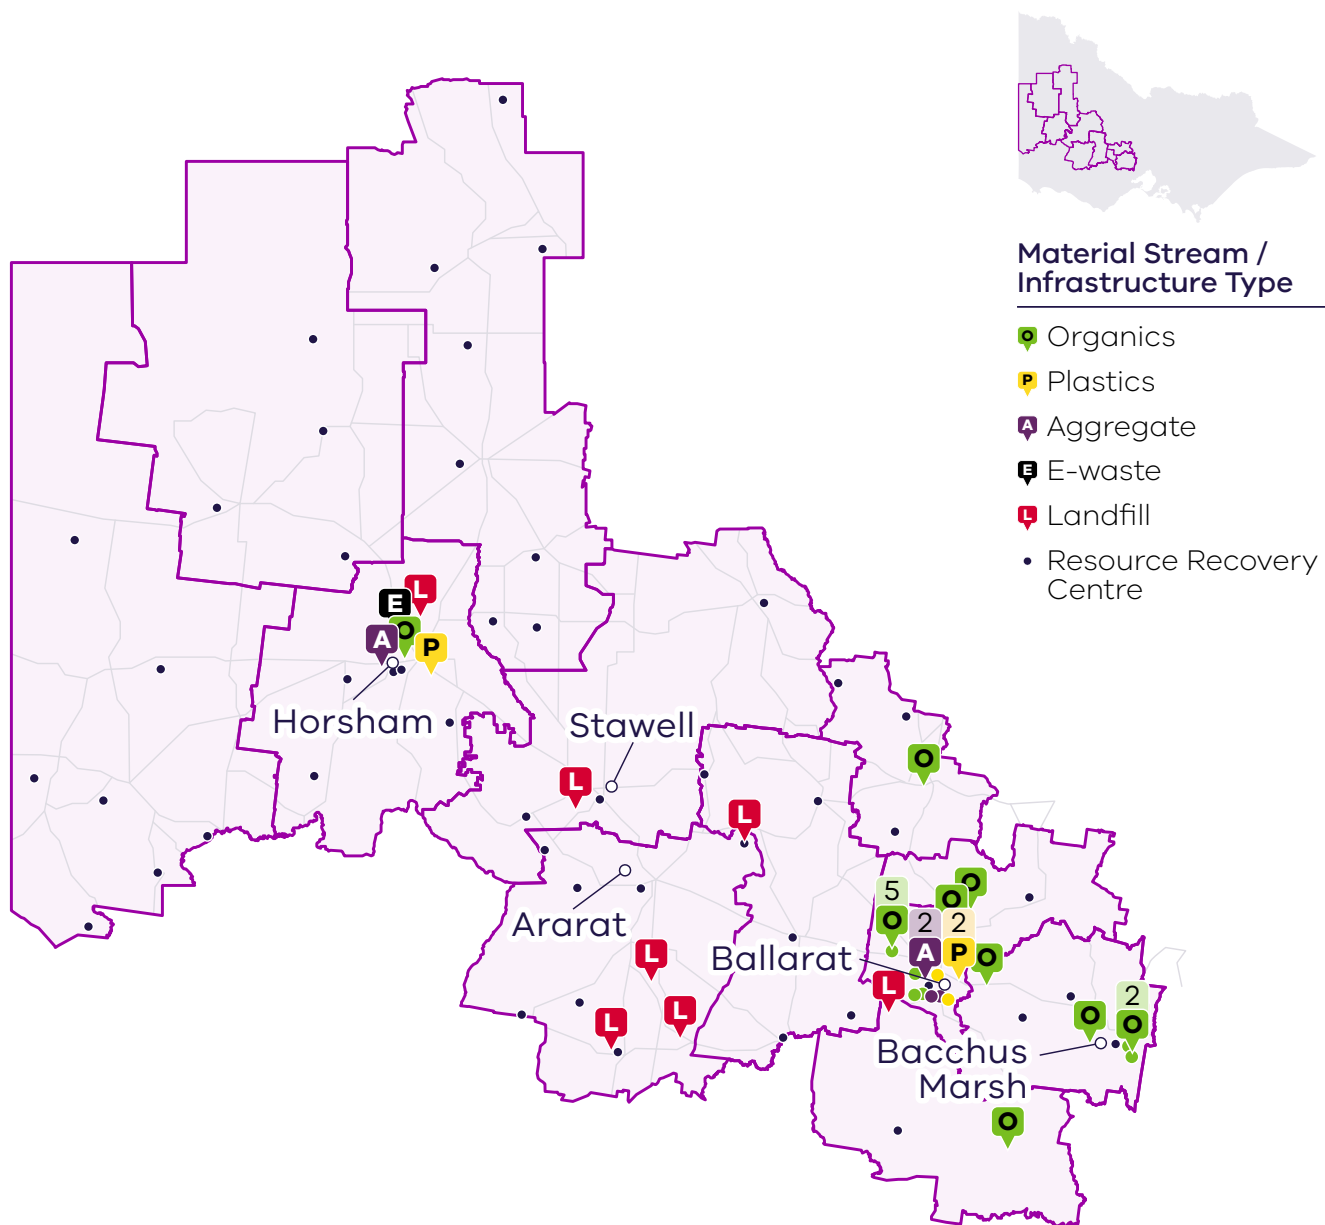 Material Stream /
Infrastructure Type
O Organics
P Plastics
A Aggregate
E E-waste
L Landfill
Resource Recovery
Centre
L
E
O
A
P
Horsham
Stawell
L
L
O
Ararat
L
L
L
O
O
5
O
2
2
A
P
O
Ballarat
L
2
O
O
Bacchus
Marsh
O